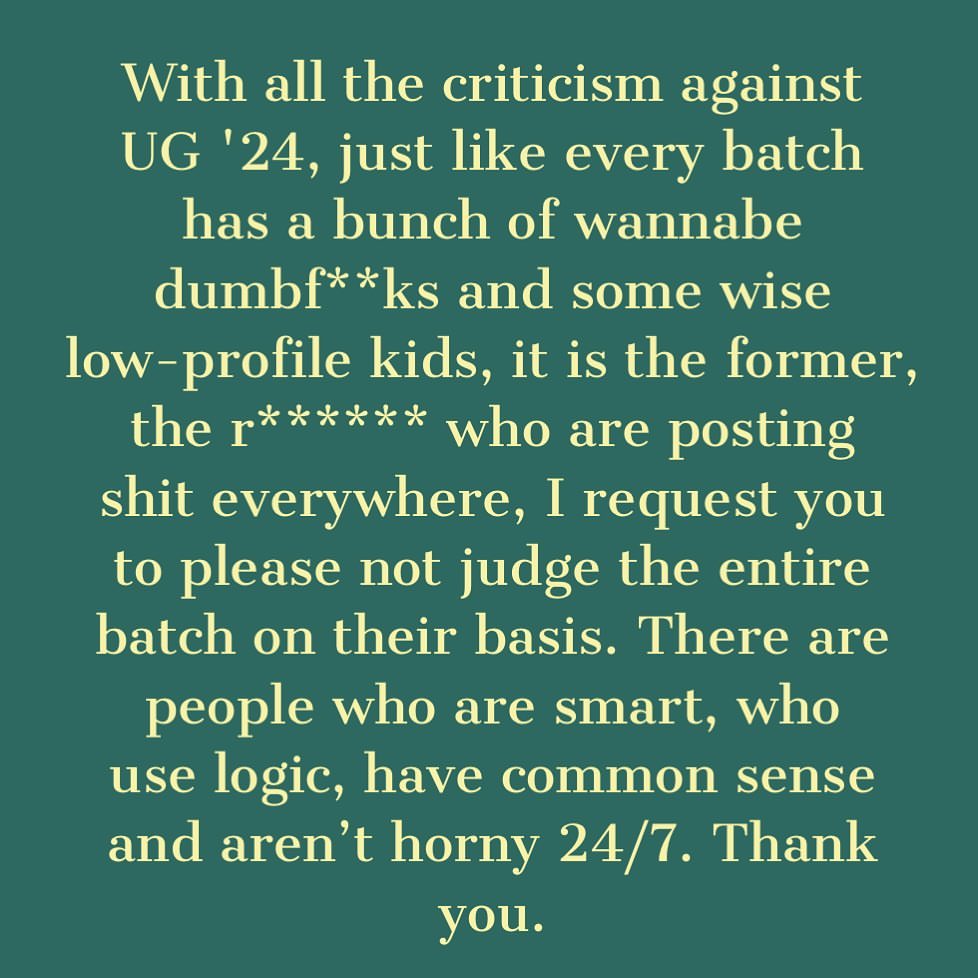 With all the criticism against
UG '24, just like every batch
has a bunch of wannabe
dumbf**ks and some wise
low-profile kids, it is the former,
the r****** who are posting
shit everywhere, I request you
to please not judge the entire
batch on their basis. There are
people who are smart, who
use logic, have common sense
and aren’t horny 24/7. Thank
you.